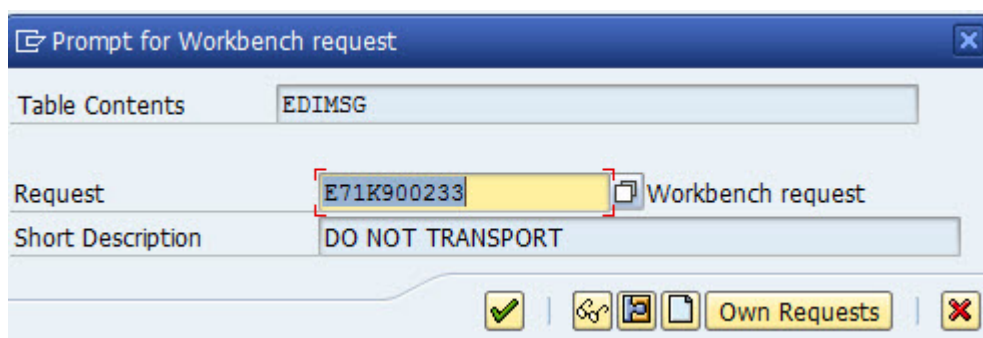 Prompt for Workbench request
Table Contents EDIMSG
Request E71K900233 Workbench request
Short Description DO NOT TRANSPORT
Own Requests